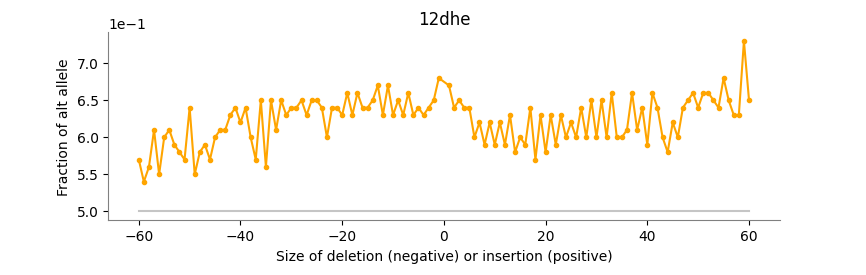 12dhe
1e−1
7.0
6.5
6.0
5.5
5.0
Fraction of alt allele
−60 −40 −20 0 20 40 60
Size of deletion (negative) or insertion (positive)